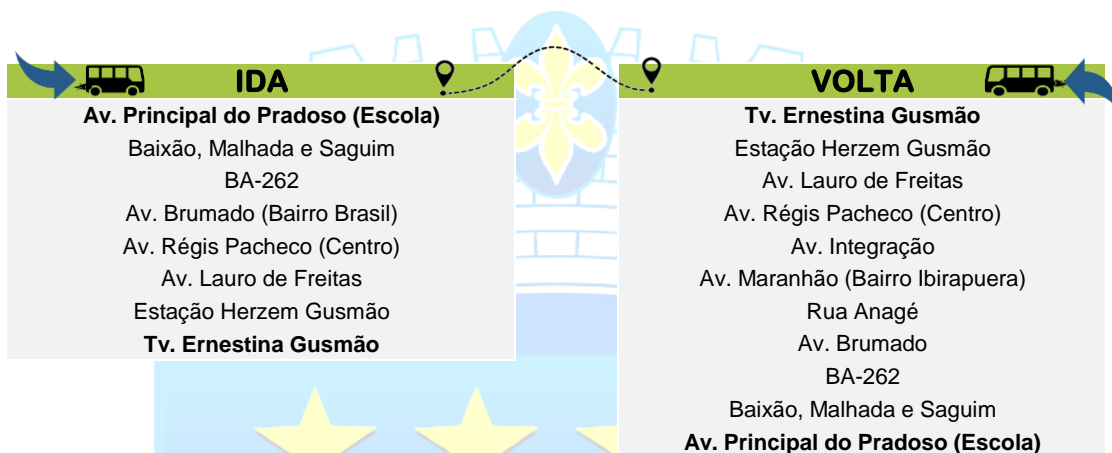 IDA
Av. Principal do Pradoso (Escola)
Baixão, Malhada e Saguim
BA-262
Av. Brumado (Bairro Brasil)
Av. Régis Pacheco (Centro)
Av. Lauro de Freitas
Estação Herzem Gusmão
Tv. Ernestina Gusmão
VOLTA
Tv. Ernestina Gusmão
Estação Herzem Gusmão
Av. Lauro de Freitas
Av. Régis Pacheco (Centro)
Av. Integração
Av. Maranhão (Bairro Ibirapuera)
Rua Anagé
Av. Brumado
BA-262
Baixão, Malhada e Saguim
Av. Principal do Pradoso (Escola)